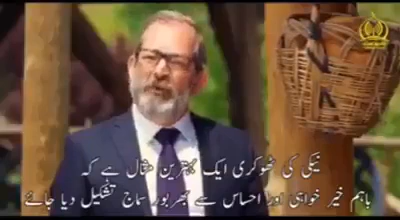 نیکی کی ٹھوکری ایک بہترین مثال ہے کہ
باہم خیر خواہی اور احساس سے بھرپور سماج تشکیل دیا جائے